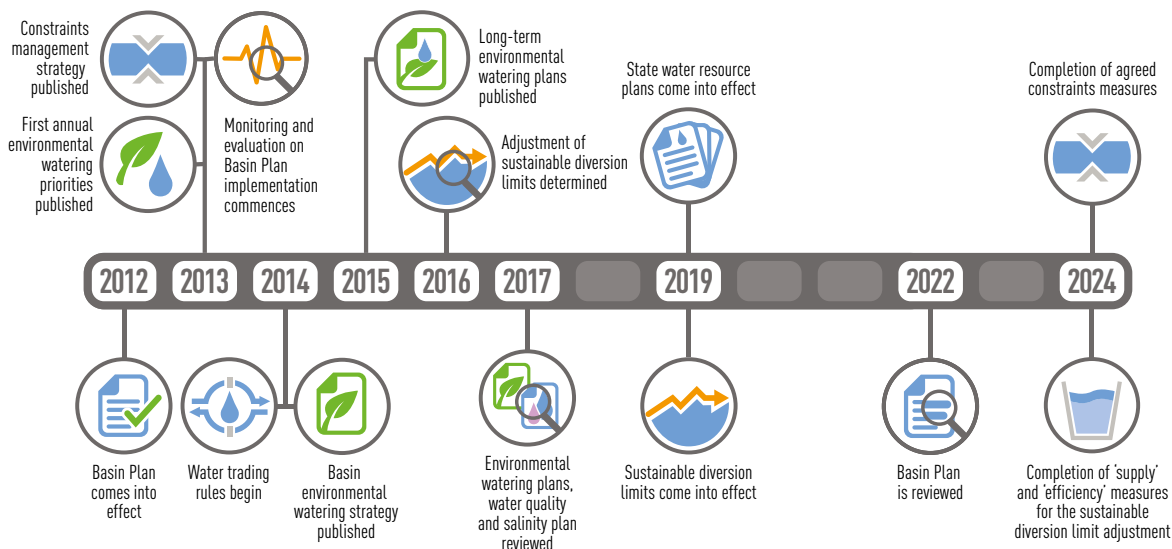 Constraints
management
strategy
published
First annual
environmental
watering
priorities
published
Monitoring and
evaluation on
Basin Plan
implementation
commences
Long-term
environmental
watering plans
published
Adjustment of
sustainable diversion
limits determined
State water resource
plans come into effect
Completion of agreed
constraints measures
2012 2013 2014 2015 2016 2017 2019 2022 2024
Basin Plan
comes into
effect
Water trading
rules begin
Basin
environmental
watering strategy
published
Environmental
watering plans,
water quality
and salinity plan
reviewed
Sustainable diversion
limits come into effect
Basin Plan
is reviewed
Completion of ‘supply’
and ‘efficiency’ measures
for the sustainable
diversion limit adjustment